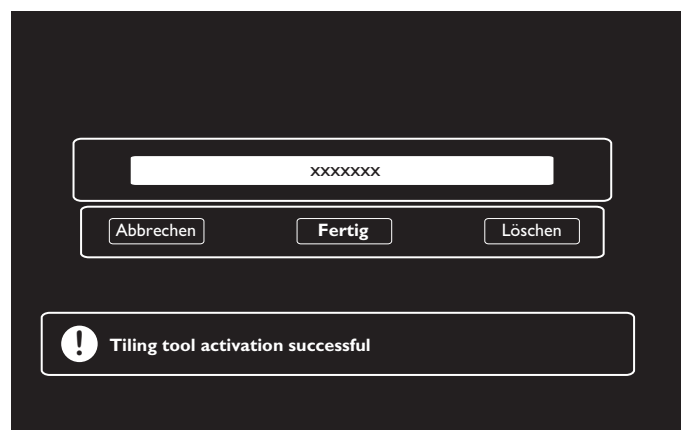 xxxxxxx
Abbrechen Fertig Löschen
! Tiling tool activation successful